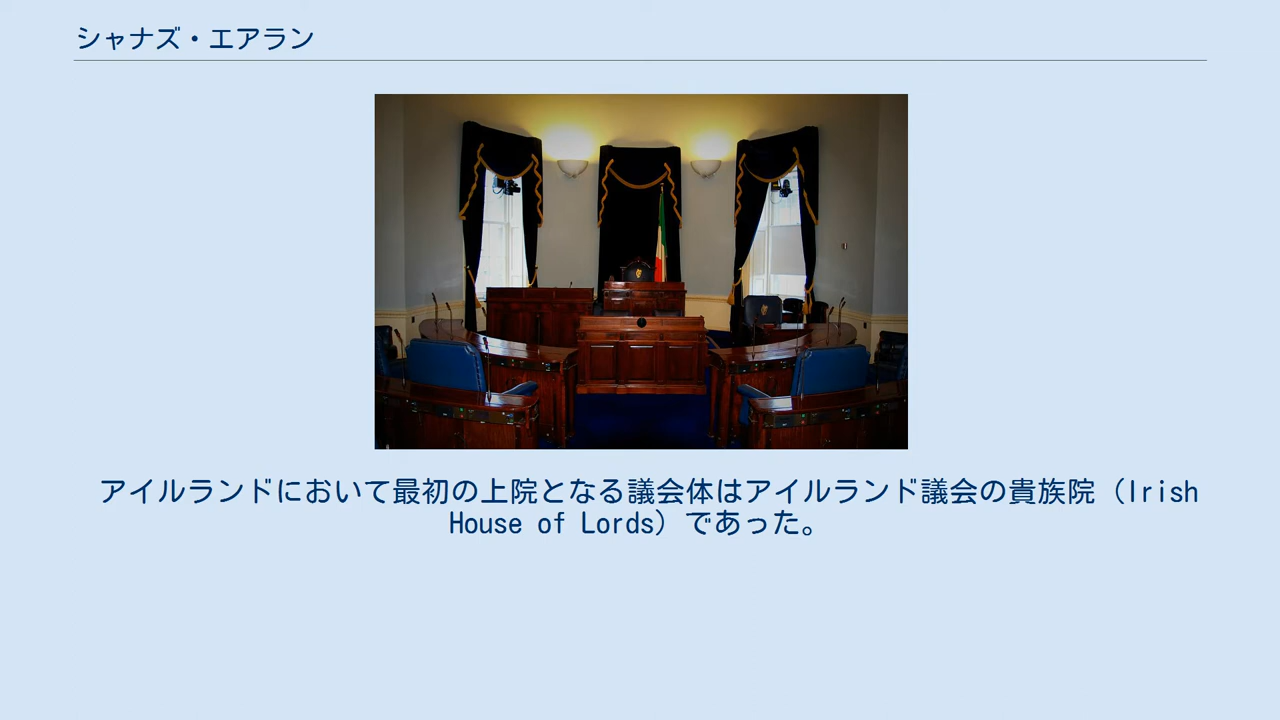 シャナズ・エアラン
アイルランドにおいて最初の上院となる議会体はアイルランド議会の貴族院（Irish
House of Lords）であった。